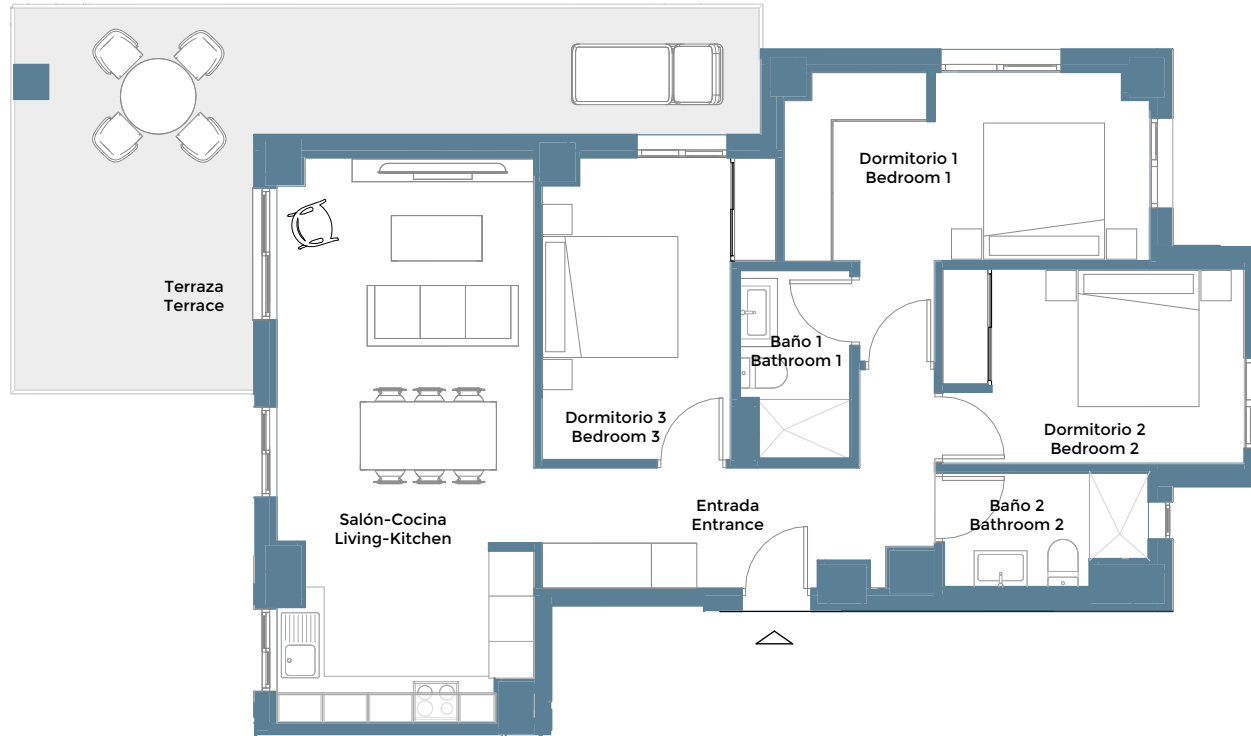 Dormitorio 1
Bedroom 1
Terraza
Terrace
Baño 1
Bathroom 1
Dormitorio 3
Bedroom 3
Dormitorio 2
Bedroom 2
Salón-Cocina
Living-Kitchen
Entrada
Entrance
Baño 2
Bathroom 2